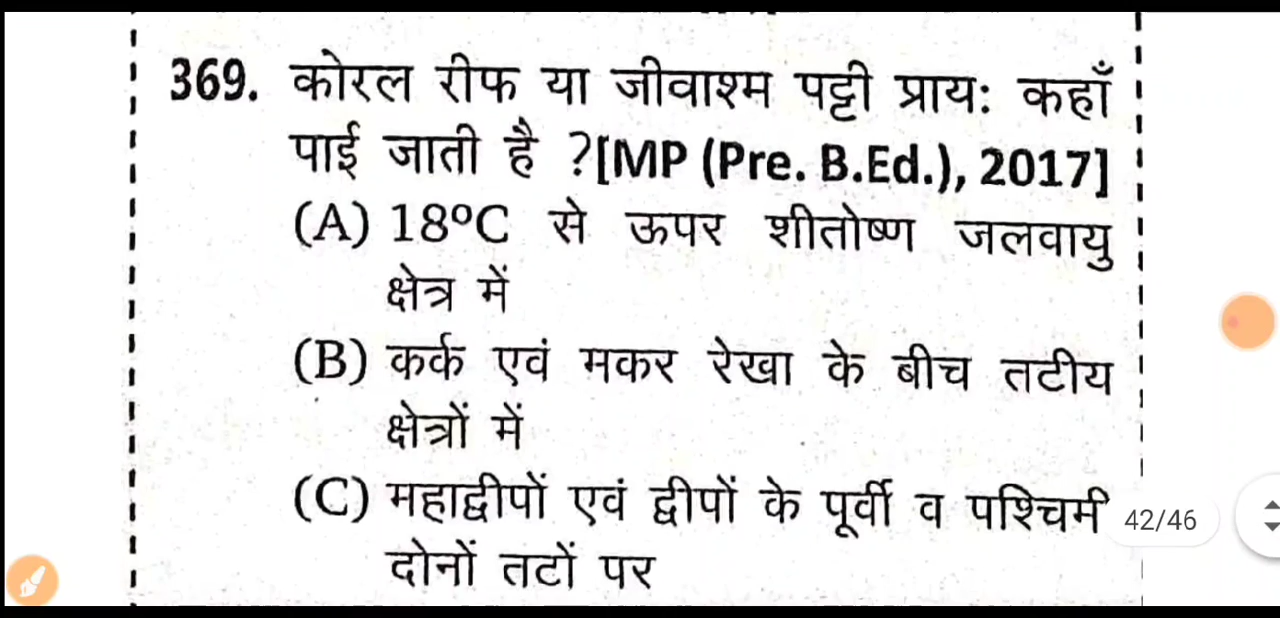 369. कोरल रीफ या जीवाश्म पट्टी प्रायः कहाँ
पाई जाती है ?[MP (Pre. B.Ed.), 2017]
(A) 18ºC से ऊपर शीतोष्ण जलवायु
क्षेत्र में
(B) कर्क एवं मकर रेखा के बीच तटीय
क्षेत्रों में
(C) महाद्वीपों एवं द्वीपों के पूर्वी व पश्चिमी
दोनों तटों पर
42/46